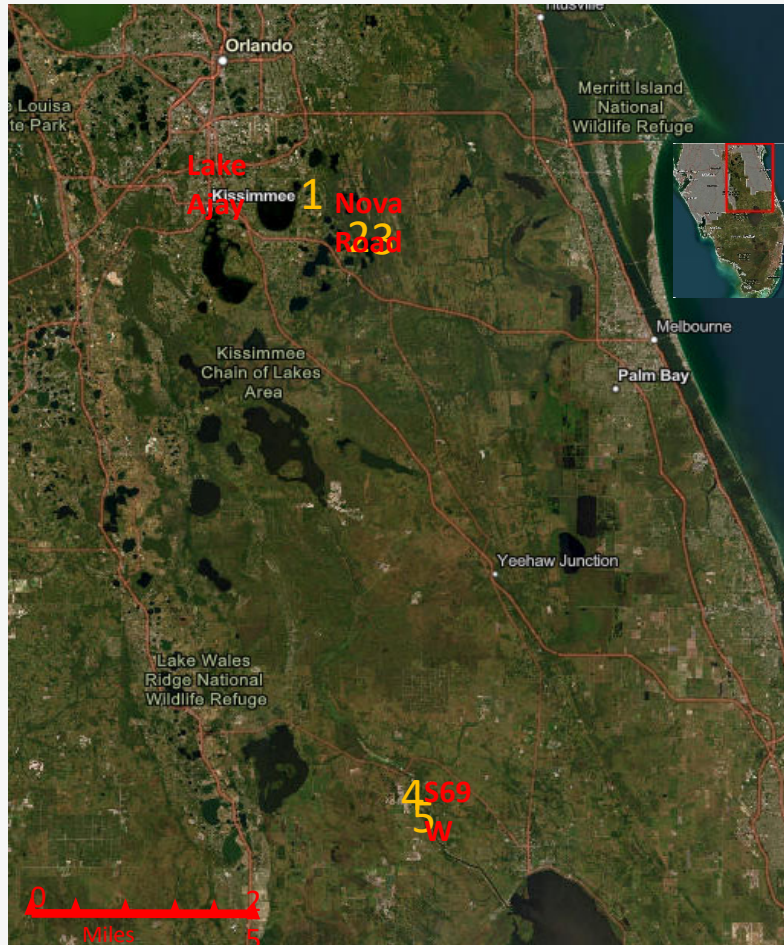 Titusville
Orlando
Merritt Island
National
Wildlife Refuge
e Louisa
te Park
Lake
Ajay
Kissimmee
1
Nova
Road
23
Melbourne
Palm Bay
Kissimmee
Chain of Lakes
Area
Yeehaw Junction
Lake Wales
Ridge National
Wildlife Refuge
4
S69
W
5
0
2
5
Miles